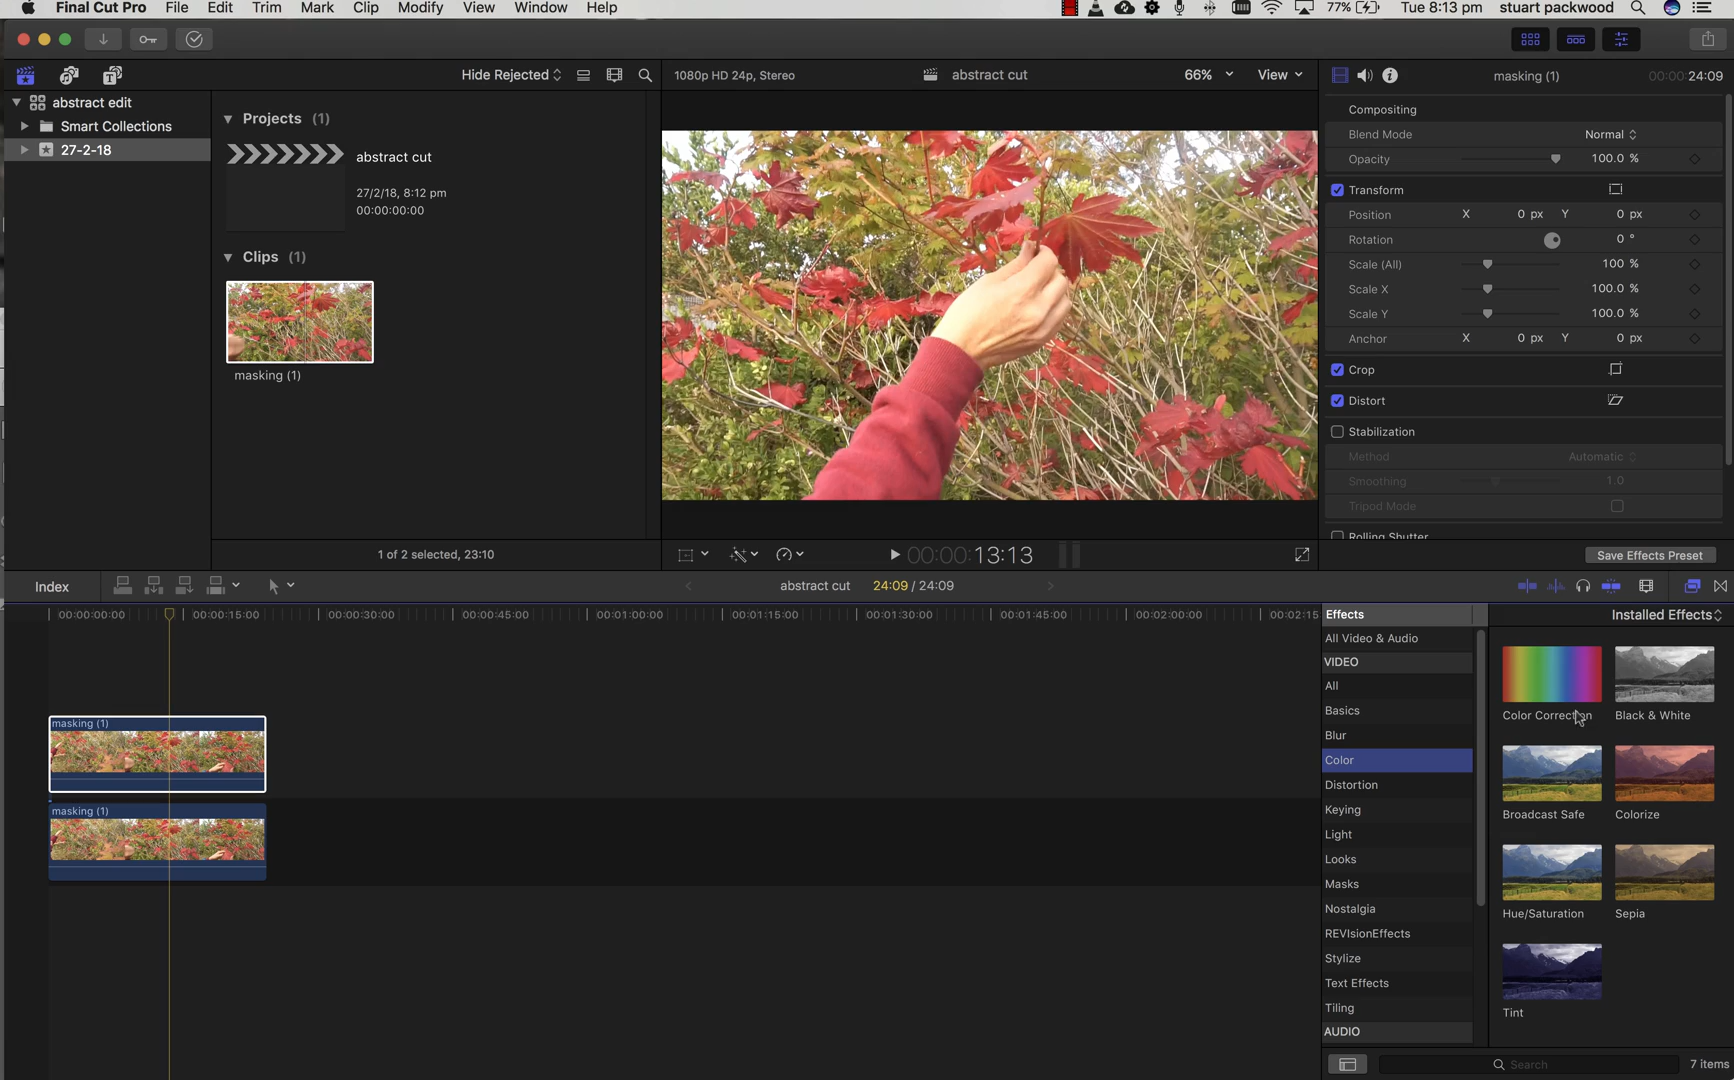 Final Cut Pro File Edit Trim Mark Clip Modify View Window Help 77% Tue 8:13 pm stuart packwood
Hide Rejected 1080p HD 24p, Stereo abstract cut 66% View masking (1) 00:00:24:09
abstract edit
Smart Collections
27-2-18
Projects (1)
abstract cut
27/2/18, 8:12 pm
00:00:00:00
Clips (1)
masking (1)
1 of 2 selected, 23:10
00:00:13:13
Compositing
Blend Mode Normal
Opacity 100.0 %
Transform
Position X 0 px Y 0 px
Rotation 0 °
Scale (All) 100 %
Scale X 100.0 %
Scale Y 100.0 %
Anchor X 0 px Y 0 px
Crop
Distort
Stabilization
Method Automatic
Smoothing 1.0
Tripod Mode
Rolling Shutter
Save Effects Preset
Index abstract cut 24:09 / 24:09
00:00:00:00 00:00:15:00 00:00:30:00 00:00:45:00 00:01:00:00 00:01:15:00 00:01:30:00 00:01:45:00 00:02:00:00 00:02:15
masking (1)
masking (1)
Effects Installed Effects
All Video & Audio
VIDEO
All
Basics
Blur
Color
Distortion
Keying
Light
Looks
Masks
Nostalgia
REVIsionEffects
Stylize
Text Effects
Tiling
AUDIO
Color Correction Black & White
Broadcast Safe Colorize
Hue/Saturation Sepia
Tint
Search 7 items